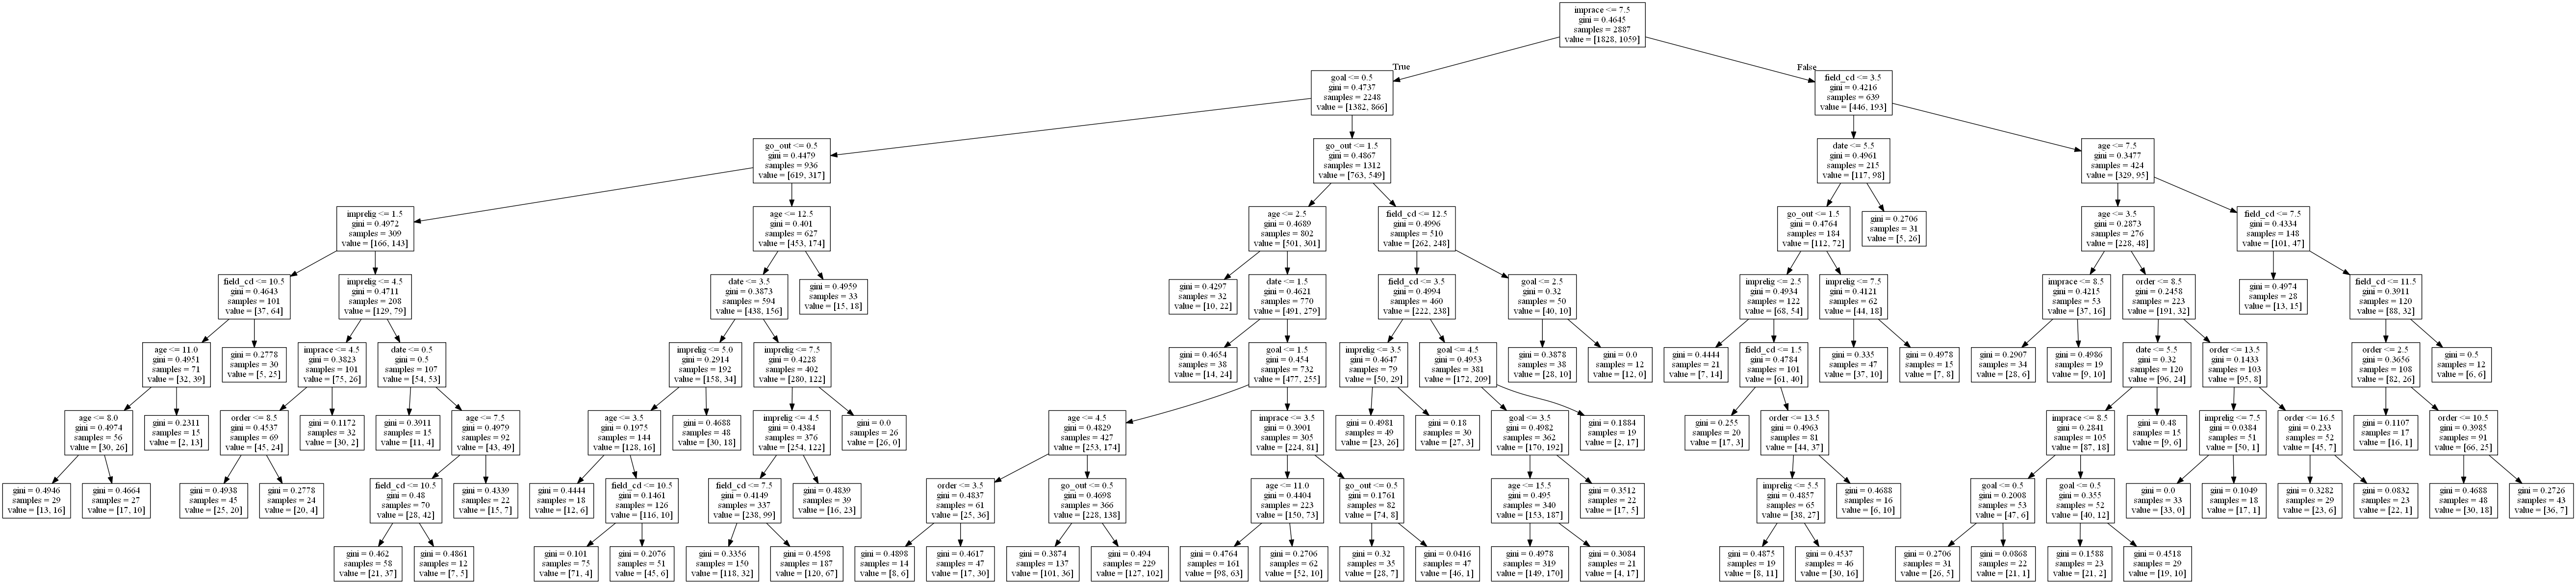 imprace <= 7.5
gini = 0.4645
samples = 2887
value = [1828, 1059]
True
False
goal <= 0.5
gini = 0.4737
samples = 2248
value = [1382, 866]
field_cd <= 3.5
gini = 0.4216
samples = 639
value = [446, 193]
go_out <= 0.5
gini = 0.4479
samples = 936
value = [619, 317]
go_out <= 1.5
gini = 0.4867
samples = 1312
value = [763, 549]
date <= 5.5
gini = 0.4961
samples = 215
value = [117, 98]
age <= 7.5
gini = 0.3477
samples = 424
value = [329, 95]
imprelig <= 1.5
gini = 0.4972
samples = 309
value = [166, 143]
age <= 12.5
gini = 0.401
samples = 627
value = [453, 174]
age <= 2.5
gini = 0.4689
samples = 802
value = [501, 301]
field_cd <= 12.5
gini = 0.4996
samples = 510
value = [262, 248]
go_out <= 1.5
gini = 0.4764
samples = 184
value = [112, 72]
gini = 0.2706
samples = 31
value = [5, 26]
age <= 3.5
gini = 0.2873
samples = 276
value = [228, 48]
field_cd <= 7.5
gini = 0.4334
samples = 148
value = [101, 47]
field_cd <= 10.5
gini = 0.4643
samples = 101
value = [37, 64]
imprelig <= 4.5
gini = 0.4711
samples = 208
value = [129, 79]
date <= 3.5
gini = 0.3873
samples = 594
value = [438, 156]
gini = 0.4959
samples = 33
value = [15, 18]
gini = 0.4297
samples = 32
value = [10, 22]
date <= 1.5
gini = 0.4621
samples = 770
value = [491, 279]
field_cd <= 3.5
gini = 0.4994
samples = 460
value = [222, 238]
goal <= 2.5
gini = 0.32
samples = 50
value = [40, 10]
imprelig <= 2.5
gini = 0.4934
samples = 122
value = [68, 54]
imprelig <= 7.5
gini = 0.4121
samples = 62
value = [44, 18]
imprace <= 8.5
gini = 0.4215
samples = 53
value = [37, 16]
order <= 8.5
gini = 0.2458
samples = 223
value = [191, 32]
gini = 0.4974
samples = 28
value = [13, 15]
field_cd <= 11.5
gini = 0.3911
samples = 120
value = [88, 32]
age <= 11.0
gini = 0.4951
samples = 71
value = [32, 39]
gini = 0.2778
samples = 30
value = [5, 25]
imprace <= 4.5
gini = 0.3823
samples = 101
value = [75, 26]
date <= 0.5
gini = 0.5
samples = 107
value = [54, 53]
imprelig <= 5.0
gini = 0.2914
samples = 192
value = [158, 34]
imprelig <= 7.5
gini = 0.4228
samples = 402
value = [280, 122]
gini = 0.4654
samples = 38
value = [14, 24]
goal <= 1.5
gini = 0.454
samples = 732
value = [477, 255]
imprelig <= 3.5
gini = 0.4647
samples = 79
value = [50, 29]
goal <= 4.5
gini = 0.4953
samples = 381
value = [172, 209]
gini = 0.3878
samples = 38
value = [28, 10]
gini = 0.0
samples = 12
value = [12, 0]
gini = 0.4444
samples = 21
value = [7, 14]
field_cd <= 1.5
gini = 0.4784
samples = 101
value = [61, 40]
gini = 0.335
samples = 47
value = [37, 10]
gini = 0.4978
samples = 15
value = [7, 8]
gini = 0.2907
samples = 34
value = [28, 6]
gini = 0.4986
samples = 19
value = [9, 10]
date <= 5.5
gini = 0.32
samples = 120
value = [96, 24]
order <= 13.5
gini = 0.1433
samples = 103
value = [95, 8]
order <= 2.5
gini = 0.3656
samples = 108
value = [82, 26]
gini = 0.5
samples = 12
value = [6, 6]
age <= 8.0
gini = 0.4974
samples = 56
value = [30, 26]
gini = 0.2311
samples = 15
value = [2, 13]
order <= 8.5
gini = 0.4537
samples = 69
value = [45, 24]
gini = 0.1172
samples = 32
value = [30, 2]
gini = 0.3911
samples = 15
value = [11, 4]
age <= 7.5
gini = 0.4979
samples = 92
value = [43, 49]
age <= 3.5
gini = 0.1975
samples = 144
value = [128, 16]
gini = 0.4688
samples = 48
value = [30, 18]
imprelig <= 4.5
gini = 0.4384
samples = 376
value = [254, 122]
gini = 0.0
samples = 26
value = [26, 0]
age <= 4.5
gini = 0.4829
samples = 427
value = [253, 174]
imprace <= 3.5
gini = 0.3901
samples = 305
value = [224, 81]
gini = 0.4981
samples = 49
value = [23, 26]
gini = 0.18
samples = 30
value = [27, 3]
goal <= 3.5
gini = 0.4982
samples = 362
value = [170, 192]
gini = 0.1884
samples = 19
value = [2, 17]
gini = 0.255
samples = 20
value = [17, 3]
order <= 13.5
gini = 0.4963
samples = 81
value = [44, 37]
imprace <= 8.5
gini = 0.2841
samples = 105
value = [87, 18]
gini = 0.48
samples = 15
value = [9, 6]
imprelig <= 7.5
gini = 0.0384
samples = 51
value = [50, 1]
order <= 16.5
gini = 0.233
samples = 52
value = [45, 7]
gini = 0.1107
samples = 17
value = [16, 1]
order <= 10.5
gini = 0.3985
samples = 91
value = [66, 25]
gini = 0.4946
samples = 29
value = [13, 16]
gini = 0.4664
samples = 27
value = [17, 10]
gini = 0.4938
samples = 45
value = [25, 20]
gini = 0.2778
samples = 24
value = [20, 4]
field_cd <= 10.5
gini = 0.48
samples = 70
value = [28, 42]
gini = 0.4339
samples = 22
value = [15, 7]
gini = 0.4444
samples = 18
value = [12, 6]
field_cd <= 10.5
gini = 0.1461
samples = 126
value = [116, 10]
field_cd <= 7.5
gini = 0.4149
samples = 337
value = [238, 99]
gini = 0.4839
samples = 39
value = [16, 23]
order <= 3.5
gini = 0.4837
samples = 61
value = [25, 36]
go_out <= 0.5
gini = 0.4698
samples = 366
value = [228, 138]
age <= 11.0
gini = 0.4404
samples = 223
value = [150, 73]
go_out <= 0.5
gini = 0.1761
samples = 82
value = [74, 8]
age <= 15.5
gini = 0.495
samples = 340
value = [153, 187]
gini = 0.3512
samples = 22
value = [17, 5]
imprelig <= 5.5
gini = 0.4857
samples = 65
value = [38, 27]
gini = 0.4688
samples = 16
value = [6, 10]
goal <= 0.5
gini = 0.2008
samples = 53
value = [47, 6]
goal <= 0.5
gini = 0.355
samples = 52
value = [40, 12]
gini = 0.0
samples = 33
value = [33, 0]
gini = 0.1049
samples = 18
value = [17, 1]
gini = 0.3282
samples = 29
value = [23, 6]
gini = 0.0832
samples = 23
value = [22, 1]
gini = 0.4688
samples = 48
value = [30, 18]
gini = 0.2726
samples = 43
value = [36, 7]
gini = 0.462
samples = 58
value = [21, 37]
gini = 0.4861
samples = 12
value = [7, 5]
gini = 0.101
samples = 75
value = [71, 4]
gini = 0.2076
samples = 51
value = [45, 6]
gini = 0.3356
samples = 150
value = [118, 32]
gini = 0.4598
samples = 187
value = [120, 67]
gini = 0.4898
samples = 14
value = [8, 6]
gini = 0.4617
samples = 47
value = [17, 30]
gini = 0.3874
samples = 137
value = [101, 36]
gini = 0.494
samples = 229
value = [127, 102]
gini = 0.4764
samples = 161
value = [98, 63]
gini = 0.2706
samples = 62
value = [52, 10]
gini = 0.32
samples = 35
value = [28, 7]
gini = 0.0416
samples = 47
value = [46, 1]
gini = 0.4978
samples = 319
value = [149, 170]
gini = 0.3084
samples = 21
value = [4, 17]
gini = 0.4875
samples = 19
value = [8, 11]
gini = 0.4537
samples = 46
value = [30, 16]
gini = 0.2706
samples = 31
value = [26, 5]
gini = 0.0868
samples = 22
value = [21, 1]
gini = 0.1588
samples = 23
value = [21, 2]
gini = 0.4518
samples = 29
value = [19, 10]